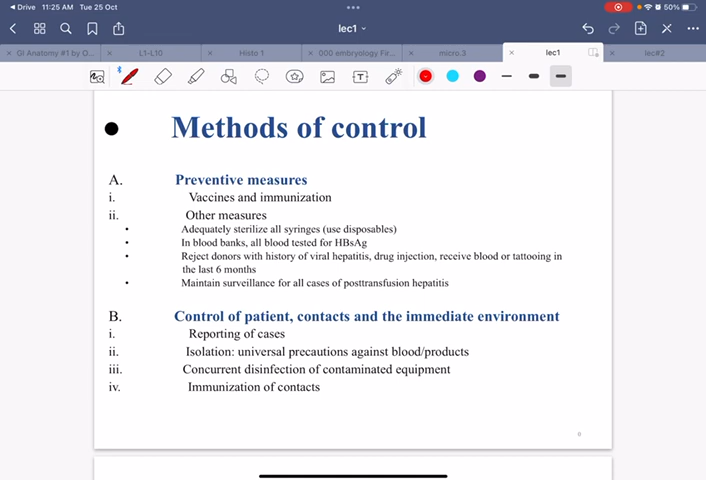 Drive 11:25 AM Tue 25 Oct
50%
lec1
GI Anatomy #1 by O...
L1-L10
Histo 1
000 embryology Fir...
micro.3
lec1
lec#2
Methods of control
A. Preventive measures
i. Vaccines and immunization
ii. Other measures
• Adequately sterilize all syringes (use disposables)
• In blood banks, all blood tested for HBsAg
• Reject donors with history of viral hepatitis, drug injection, receive blood or tattooing in
the last 6 months
• Maintain surveillance for all cases of posttransfusion hepatitis
B. Control of patient, contacts and the immediate environment
i. Reporting of cases
ii. Isolation: universal precautions against blood/products
iii. Concurrent disinfection of contaminated equipment
iv. Immunization of contacts